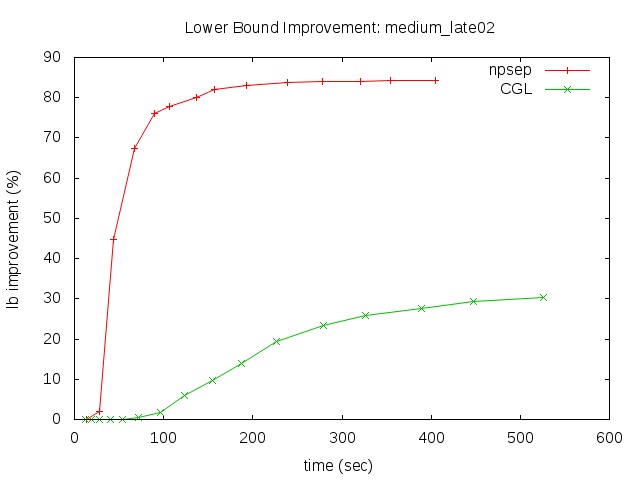 Lower Bound Improvement: medium_late02
90
80
70
60
50
40
30
20
10
0
lb improvement (%)
npsep
CGL
0 100 200 300 400 500 600
time (sec)